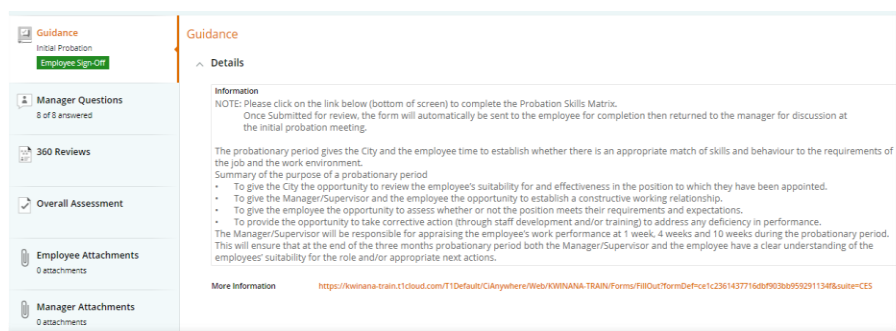 Guidance
Initial Probation
Employee Sign-Off
Manager Questions
8 of 8 answered
360 Reviews
Overall Assessment
Employee Attachments
0 attachments
Manager Attachments
0 attachments
Guidance
Details
Information
NOTE: Please click on the link below (bottom of screen) to complete the Probation Skills Matrix.
Once Submitted for review, the form will automatically be sent to the employee for completion then returned to the manager for discussion at
the initial probation meeting.
The probationary period gives the City and the employee time to establish whether there is an appropriate match of skills and behaviour to the requirements of
the job and the work environment.
Summary of the purpose of a probationary period
• To give the City the opportunity to review the employee's suitability for and effectiveness in the position to which they have been appointed.
• To give the Manager/Supervisor and the employee the opportunity to establish a constructive working relationship.
• To give the employee the opportunity to assess whether or not the position meets their requirements and expectations.
• To provide the opportunity to take corrective action (through staff development and/or training) to address any deficiency in performance.
The Manager/Supervisor will be responsible for appraising the employee's work performance at 1 week, 4 weeks and 10 weeks during the probationary period.
This will ensure that at the end of the three months probationary period both the Manager/Supervisor and the employee have a clear understanding of the
employees' suitability for the role and/or appropriate next actions.
More Information https://kwinana-train.t1cloud.com/T1Default/CiAnywhere/Web/KWINANA-TRAIN/Forms/FillOut?formDef=ce1c2361437716dbf903bb959291134f&suite=CES